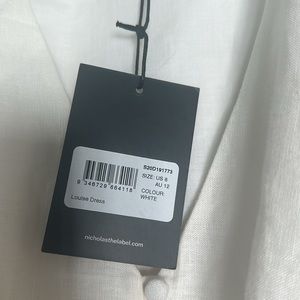 S20D191773
SIZE: US 8
AU 12
COLOUR:
WHITE
9 346729 664118
Louise Dress
nicholasthelabel.com